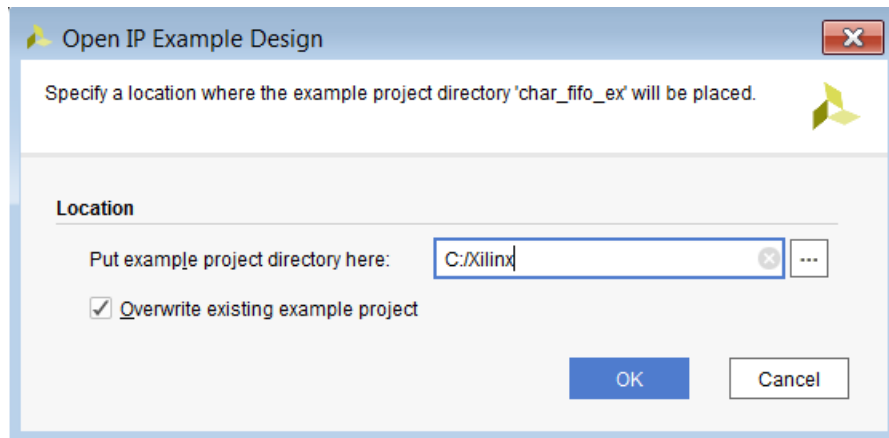 Open IP Example Design
Specify a location where the example project directory 'char_fifo_ex' will be placed.
Location
Put example project directory here: C:/Xilinx ...
Overwrite existing example project
OK Cancel